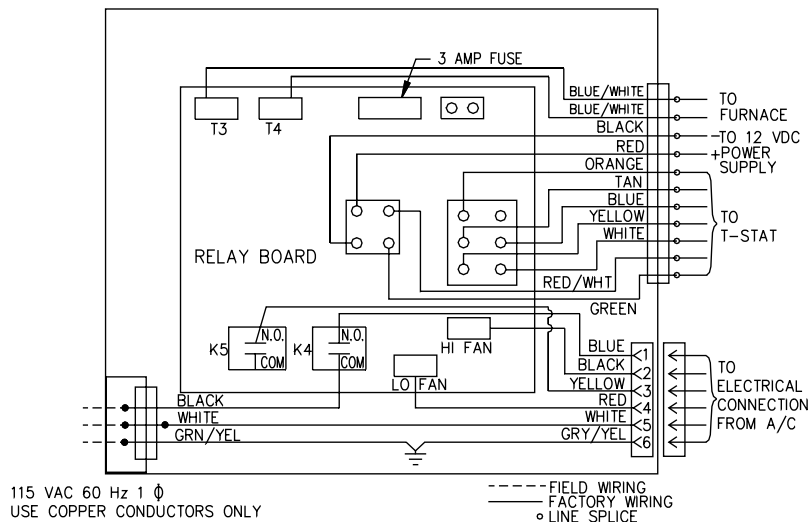 3 AMP FUSE
T3
T4
BLUE/WHITE
BLUE/WHITE
BLACK
RED
ORANGE
TAN
BLUE
YELLOW
WHITE
RED/WHT
GREEN
TO
FURNACE
-TO 12 VDC
+POWER
SUPPLY
TO
T-STAT
RELAY BOARD
K5
N.O.
COM
K4
N.O.
COM
HI FAN
LO FAN
BLUE
BLACK
YELLOW
RED
WHITE
GRY/YEL
1
2
3
4
5
6
TO
ELECTRICAL
CONNECTION
FROM A/C
BLACK
WHITE
GRN/YEL
115 VAC 60 Hz 1 ϕ
USE COPPER CONDUCTORS ONLY
FIELD WIRING
FACTORY WIRING
LINE SPLICE